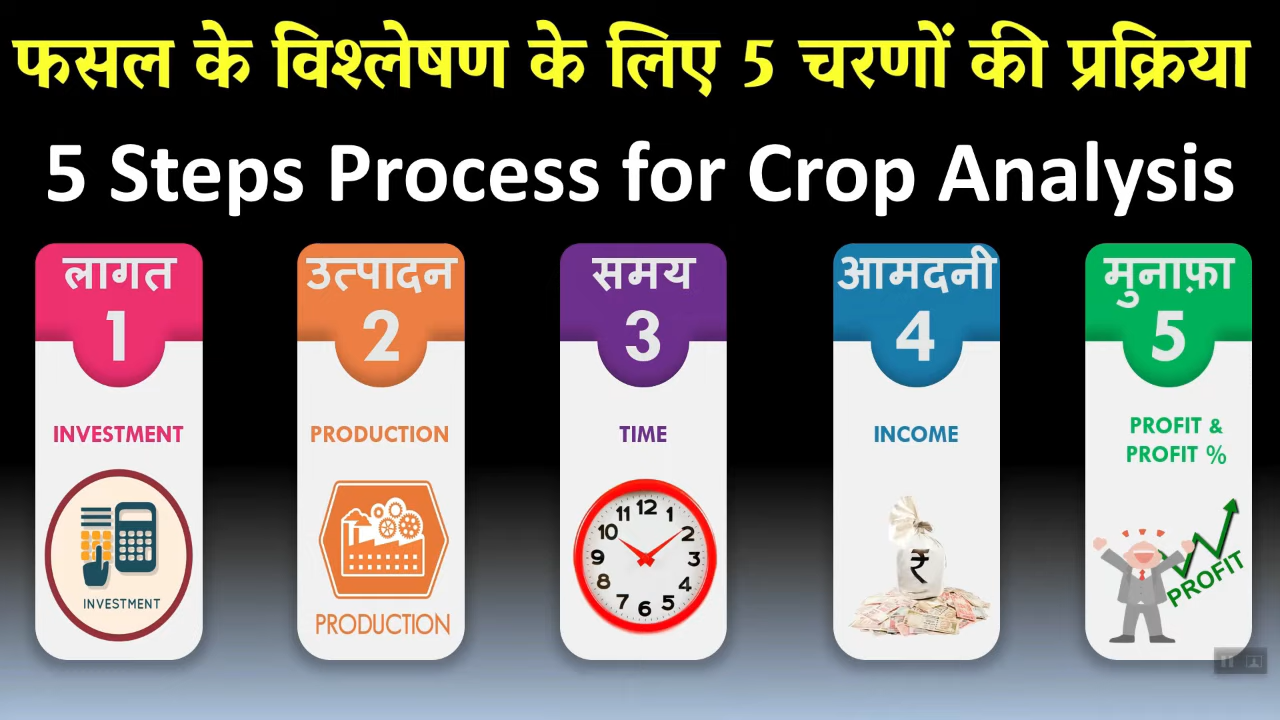 फसल के विश्लेषण के लिए 5 चरणों की प्रक्रिया
5 Steps Process for Crop Analysis
लागत
1
INVESTMENT
INVESTMENT
उत्पादन
2
PRODUCTION
PRODUCTION
समय
3
TIME
12
1
2
3
4
5
6
7
8
9
10
11
आमदनी
4
INCOME
₹
मुनाफ़ा
5
PROFIT &
PROFIT %
PROFIT